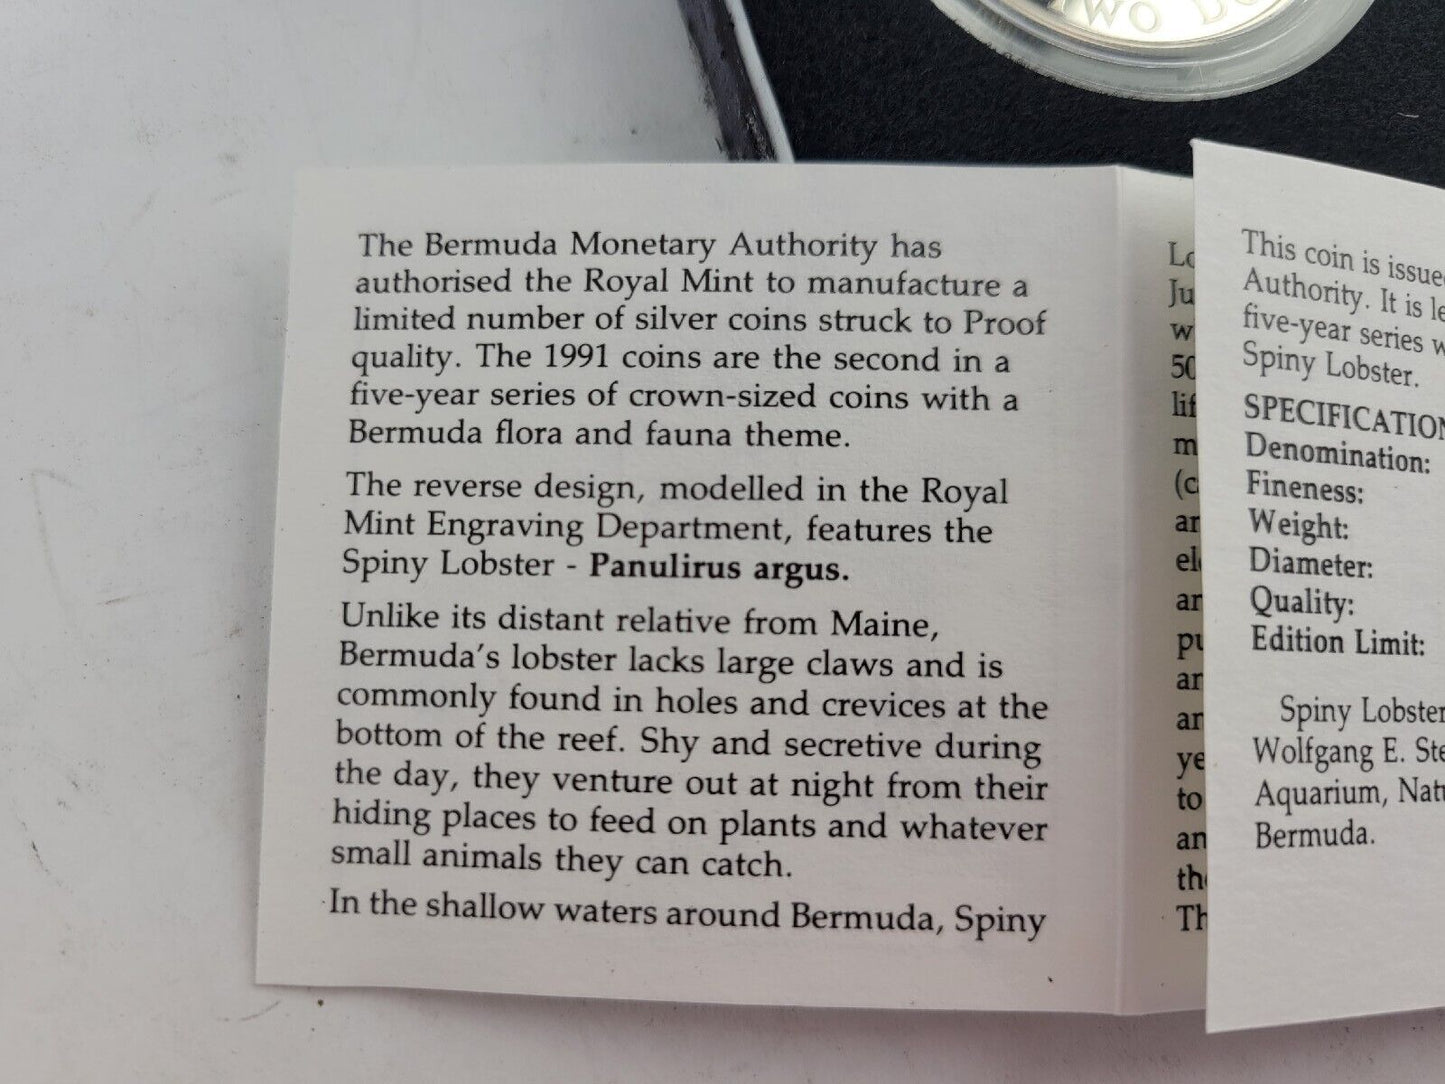 TWO
The Bermuda Monetary Authority has
authorised the Royal Mint to manufacture a
limited number of silver coins struck to Proof
quality. The 1991 coins are the second in a
five-year series of crown-sized coins with a
Bermuda flora and fauna theme.
The reverse design, modelled in the Royal
Mint Engraving Department, features the
Spiny Lobster - Panulirus argus.
Unlike its distant relative from Maine,
Bermuda's lobster lacks large claws and is
commonly found in holes and crevices at the
bottom of the reef. Shy and secretive during
the day, they venture out at night from their
hiding places to feed on plants and whatever
small animals they can catch.
In the shallow waters around Bermuda, Spiny
This coin is issued
Authority. It is le
five-year series w
Spiny Lobster.
SPECIFICATION
Denomination:
Fineness:
Weight:
Diameter:
Quality:
Edition Limit:
Spiny Lobster
Wolfgang E. Ste
Aquarium, Natu
Bermuda.